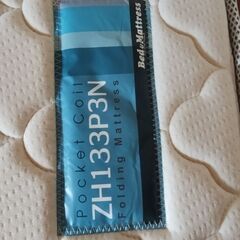 Bed & Mattress
Pocket Coil
ZH133P3N
Folding Mattress